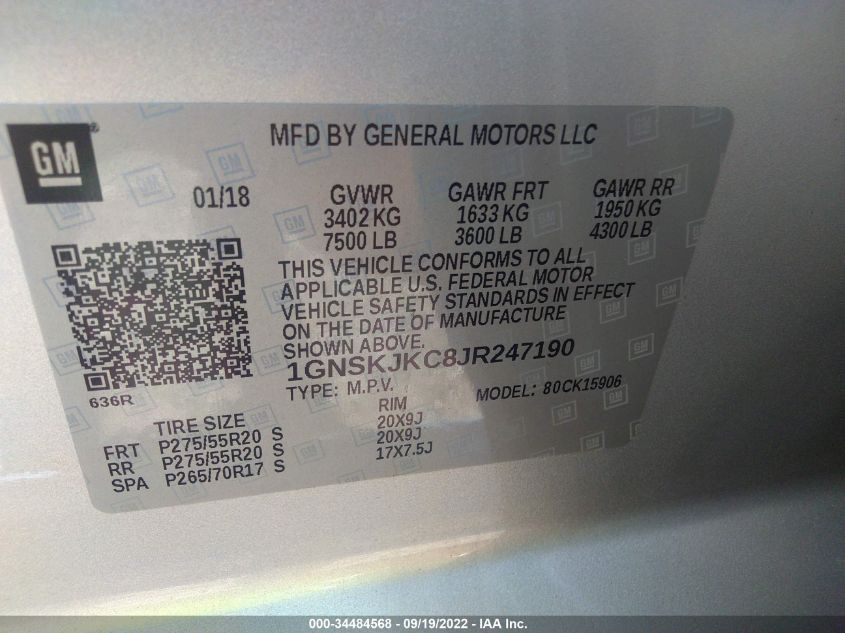 GM
®
MFD BY GENERAL MOTORS LLC
01/18
GVWR GAWR FRT GAWR RR
3402 KG 1633 KG 1950 KG
7500 LB 3600 LB 4300 LB
THIS VEHICLE CONFORMS TO ALL
APPLICABLE U.S. FEDERAL MOTOR
VEHICLE SAFETY STANDARDS IN EFFECT
ON THE DATE OF MANUFACTURE
SHOWN ABOVE.
1GNSKJKC8JR247190
TYPE: M.P.V. MODEL: 80CK15906
636R
TIRE SIZE RIM
FRT P275/55R20 S 20X9J
RR P275/55R20 S 20X9J
SPA P265/70R17 S 17X7.5J
000-34484568 - 09/19/2022 - IAA Inc.